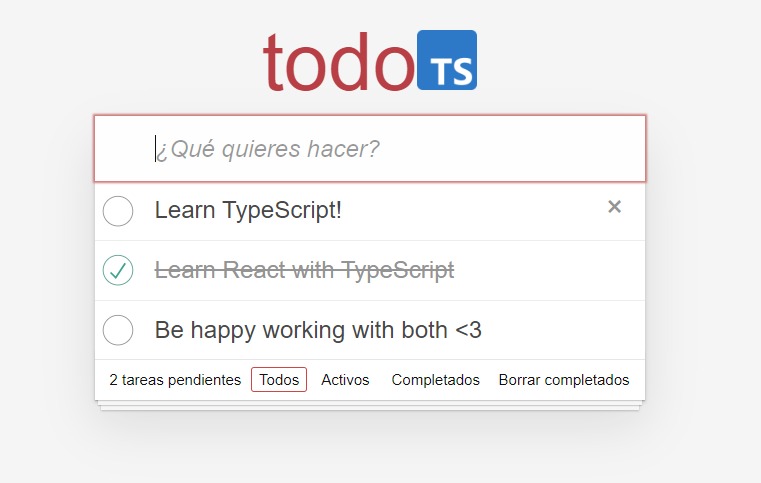 todo TS
¿Qué quieres hacer?
Learn TypeScript!
Learn React with TypeScript
Be happy working with both <3
2 tareas pendientes Todos Activos Completados Borrar completados